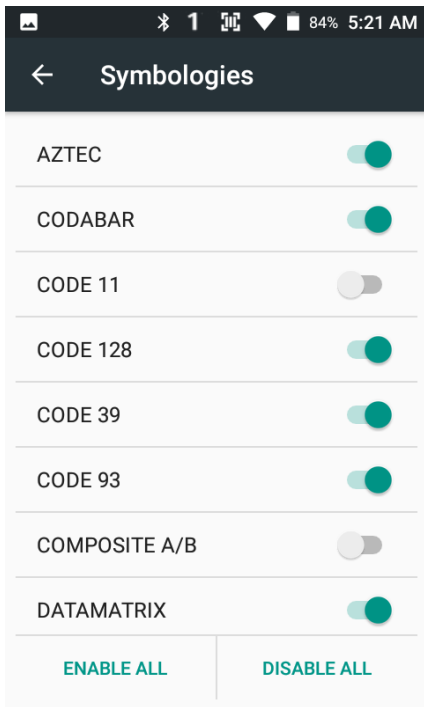 1 84% 5:21 AM
Symbologies
AZTEC
CODABAR
CODE 11
CODE 128
CODE 39
CODE 93
COMPOSITE A/B
DATAMATRIX
ENABLE ALL DISABLE ALL